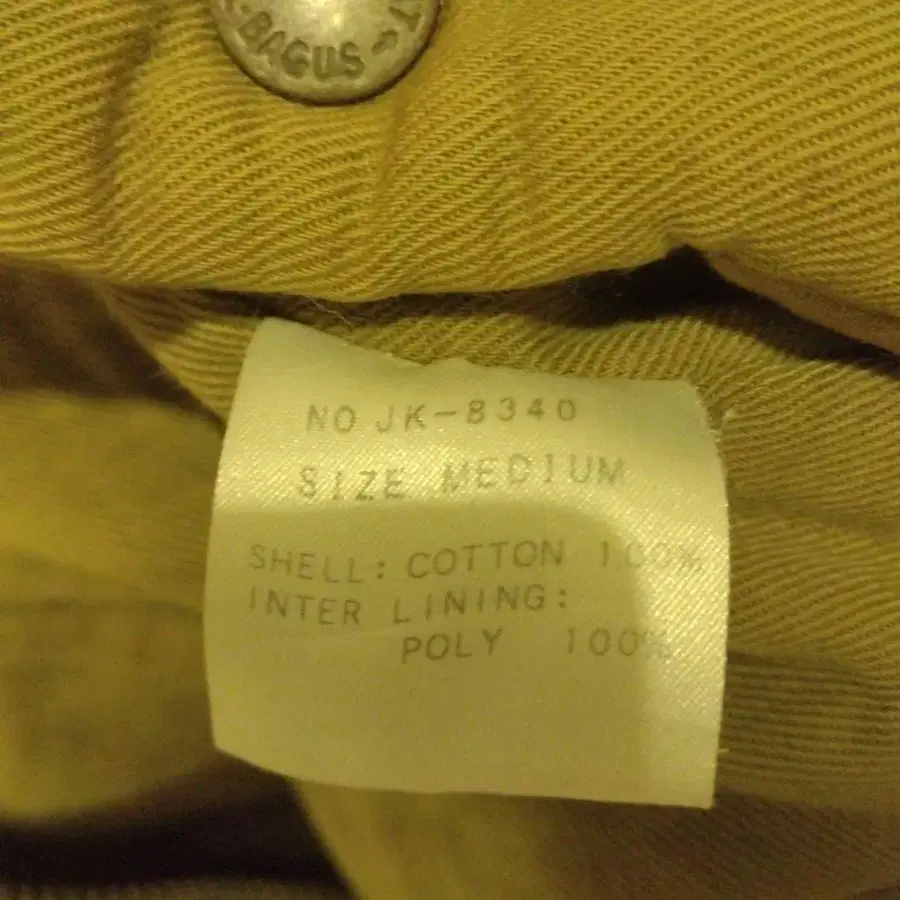 BAGUS
NO JK-8340
SIZE MEDIUM
SHELL: COTTON 100%
INTER LINING:
POLY 100%